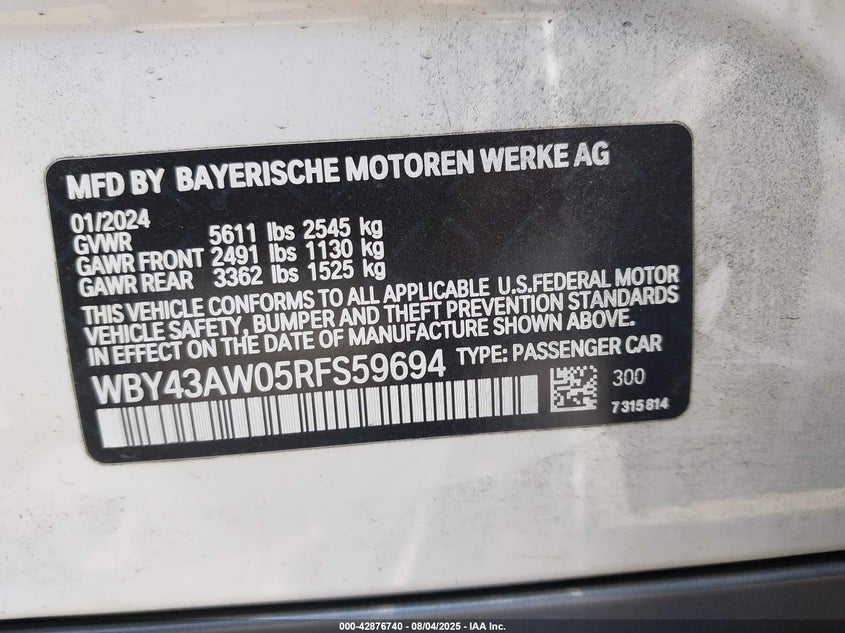 MFD BY BAYERISCHE MOTOREN WERKE AG
01/2024
GVWR 5611 lbs 2545 kg
GAWR FRONT 2491 lbs 1130 kg
GAWR REAR 3362 lbs 1525 kg
THIS VEHICLE CONFORMS TO ALL APPLICABLE U.S.FEDERAL MOTOR
VEHICLE SAFETY, BUMPER AND THEFT PREVENTION STANDARDS
IN EFFECT ON THE DATE OF MANUFACTURE SHOWN ABOVE.
WBY43AW05RFS59694 TYPE: PASSENGER CAR
300
7315814
000-42876740 - 08/04/2025 - IAA Inc.